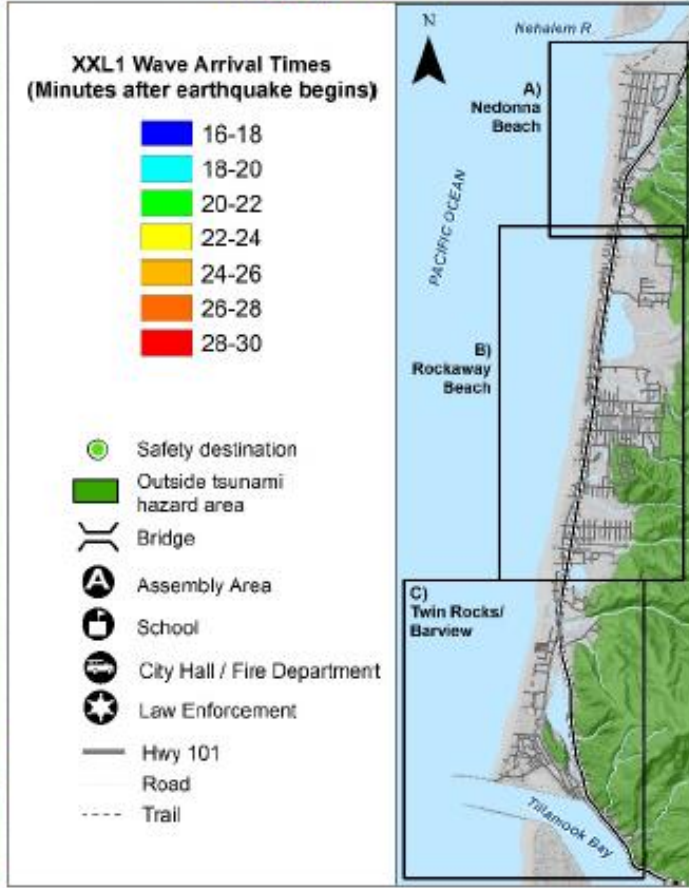 XXL1 Wave Arrival Times
(Minutes after earthquake begins)
16-18
18-20
20-22
22-24
24-26
26-28
28-30
Safety destination
Outside tsunami
hazard area
Bridge
A
Assembly Area
School
City Hall / Fire Department
Law Enforcement
Hwy 101
Road
Trail
N
Nehalem R.
A)
Nedonna
Beach
PACIFIC OCEAN
B)
Rockaway
Beach
C)
Twin Rocks/
Barview
Tillamook Bay